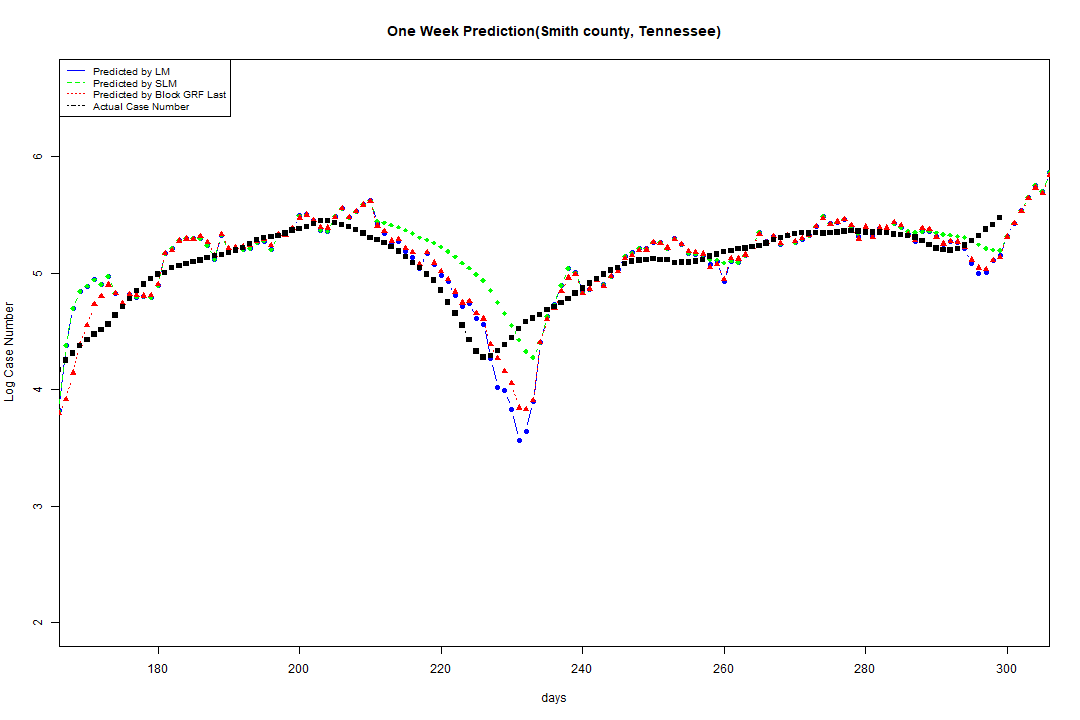 One Week Prediction(Smith county, Tennessee)
Predicted by LM
Predicted by SLM
Predicted by Block GRF Last
Actual Case Number
6
5
4
3
2
Log Case Number
180 200 220 240 260 280 300
days